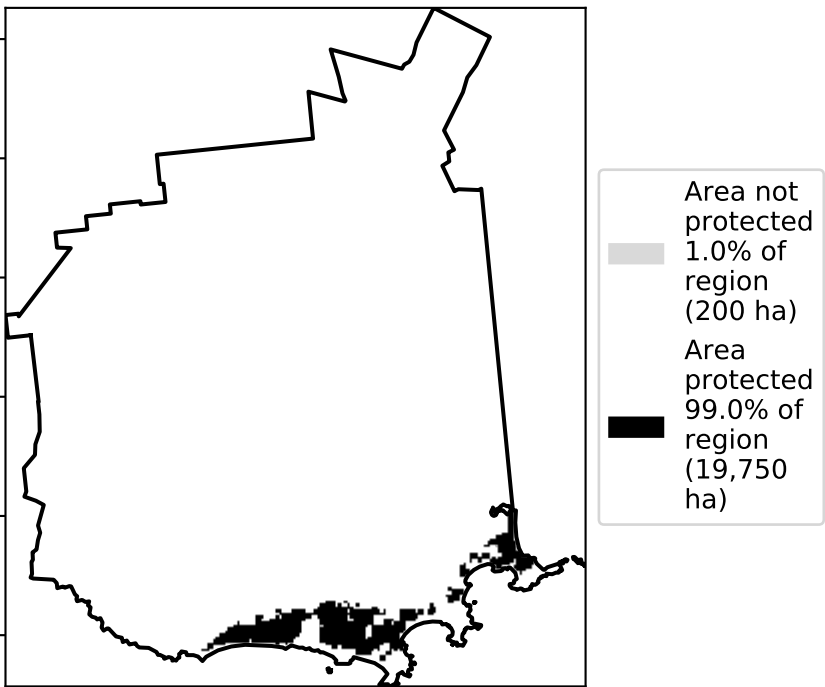 Area not
protected
1.0% of
region
(200 ha)
Area
protected
99.0% of
region
(19,750
ha)